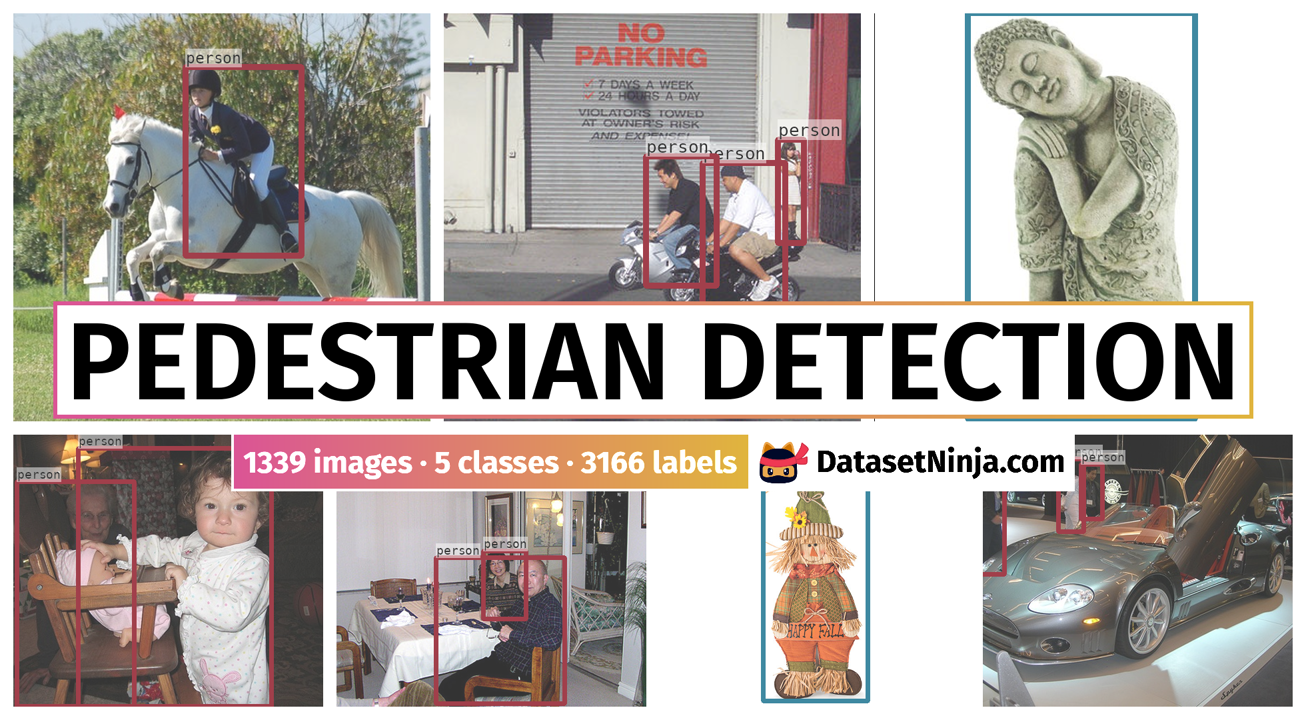 person
NO
PARKING
7 DAYS A WEEK
24 HOURS A DAY
VIOLATORS TOWED
AT OWNER'S RISK
AND EXPENSE!
person
person
person
PEDESTRIAN DETECTION
1339 images · 5 classes · 3166 labels
DatasetNinja.com
person
person
person
person
HAPPY FALL
person